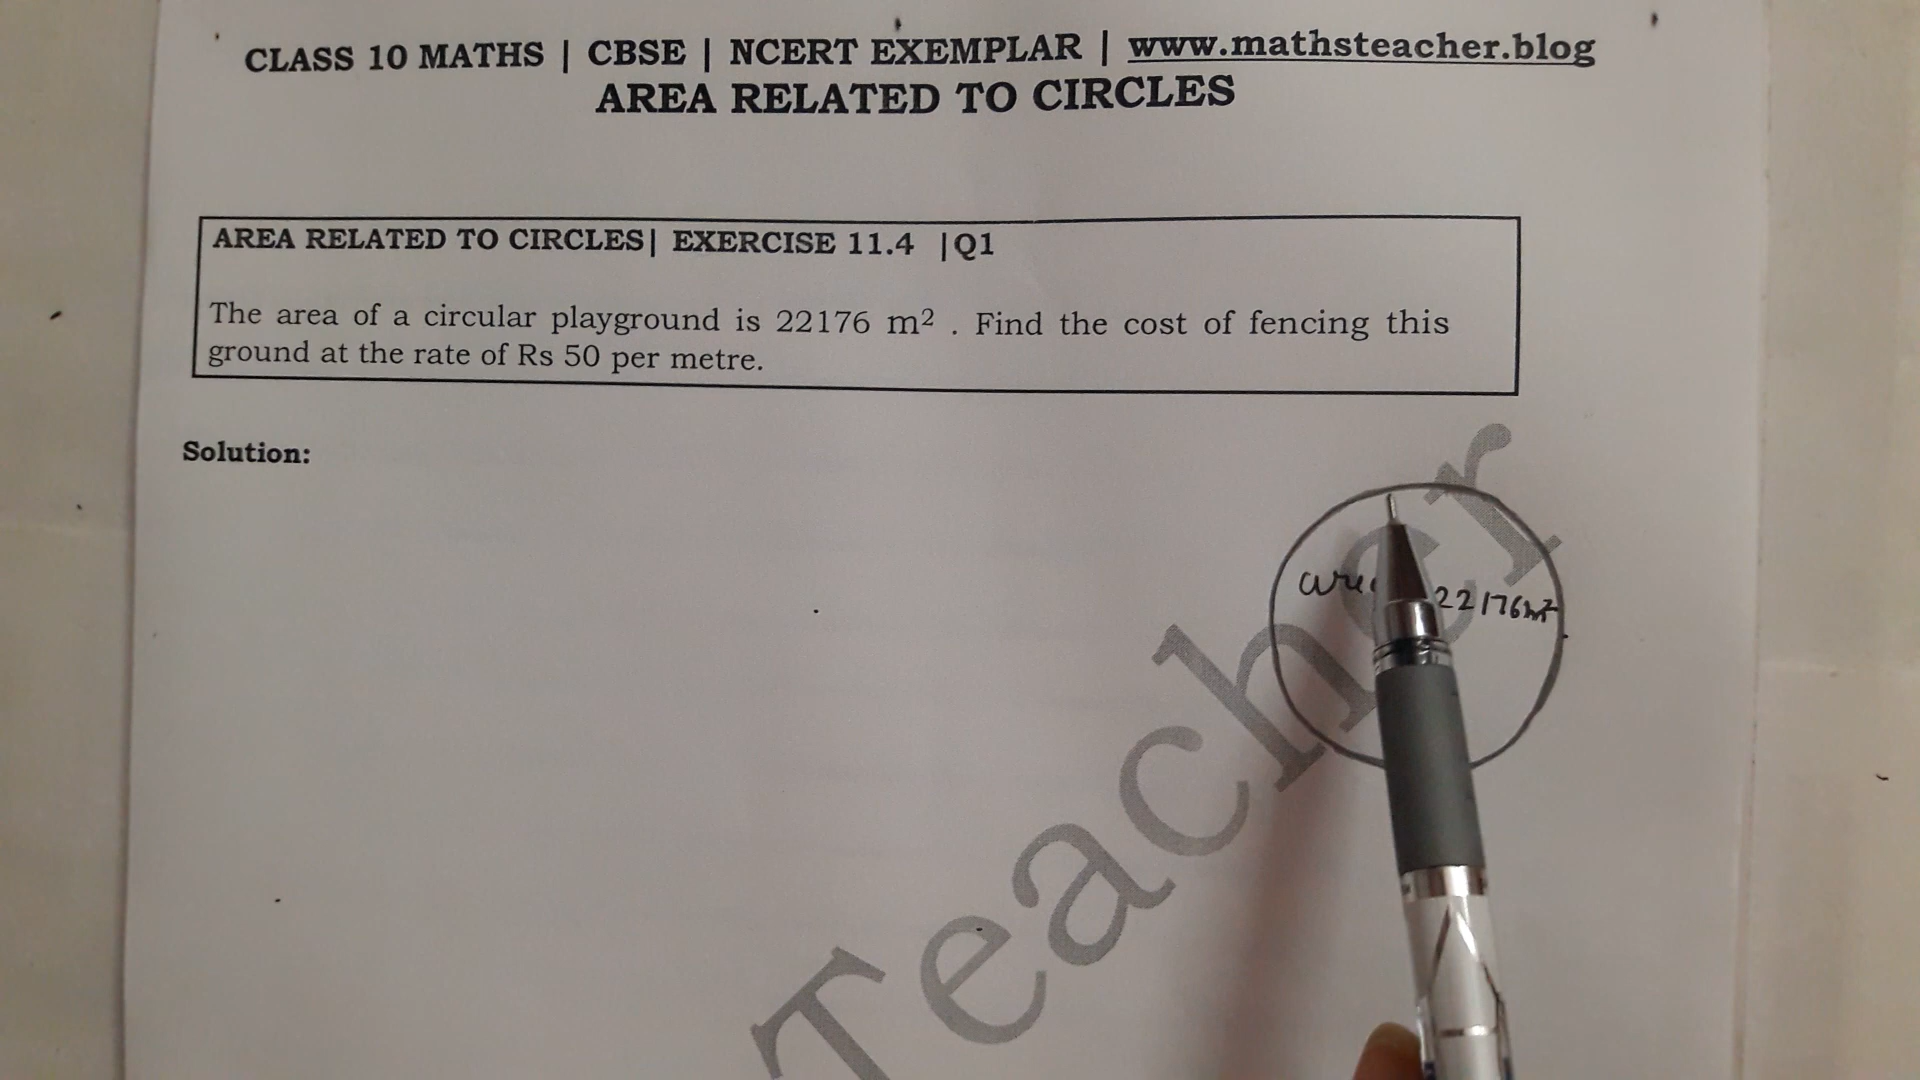 CLASS 10 MATHS | CBSE | NCERT EXEMPLAR | www.mathsteacher.blog
AREA RELATED TO CIRCLES
AREA RELATED TO CIRCLES| EXERCISE 11.4 |Q1
The area of a circular playground is 22176 m² . Find the cost of fencing this
ground at the rate of Rs 50 per metre.
Solution:
22176m²
Teacher